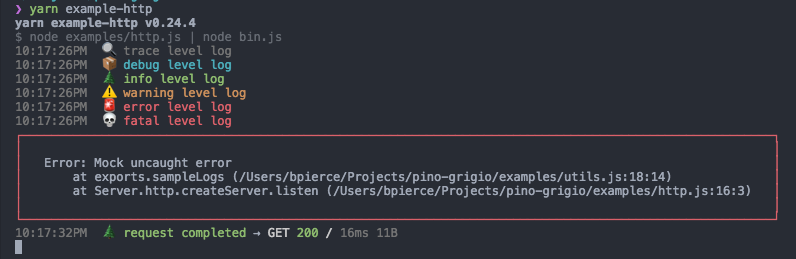 ❯ yarn example-http
yarn example-http v0.24.4
$ node examples/http.js | node bin.js
10:17:26PM 🔍 trace level log
10:17:26PM 📦 debug level log
10:17:26PM 🌲 info level log
10:17:26PM ⚠️ warning level log
10:17:26PM 🚨 error level log
10:17:26PM 💀 fatal level log
Error: Mock uncaught error
at exports.sampleLogs (/Users/bpierce/Projects/pino-grigio/examples/utils.js:18:14)
at Server.http.createServer.listen (/Users/bpierce/Projects/pino-grigio/examples/http.js:16:3)
10:17:32PM 🌲 request completed → GET 200 / 16ms 11B